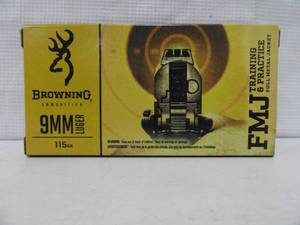 BROWNING
AMMUNITION
9MM LUGER
115GR
FMJ
TRAINING
& PRACTICE
FULL METAL JACKET